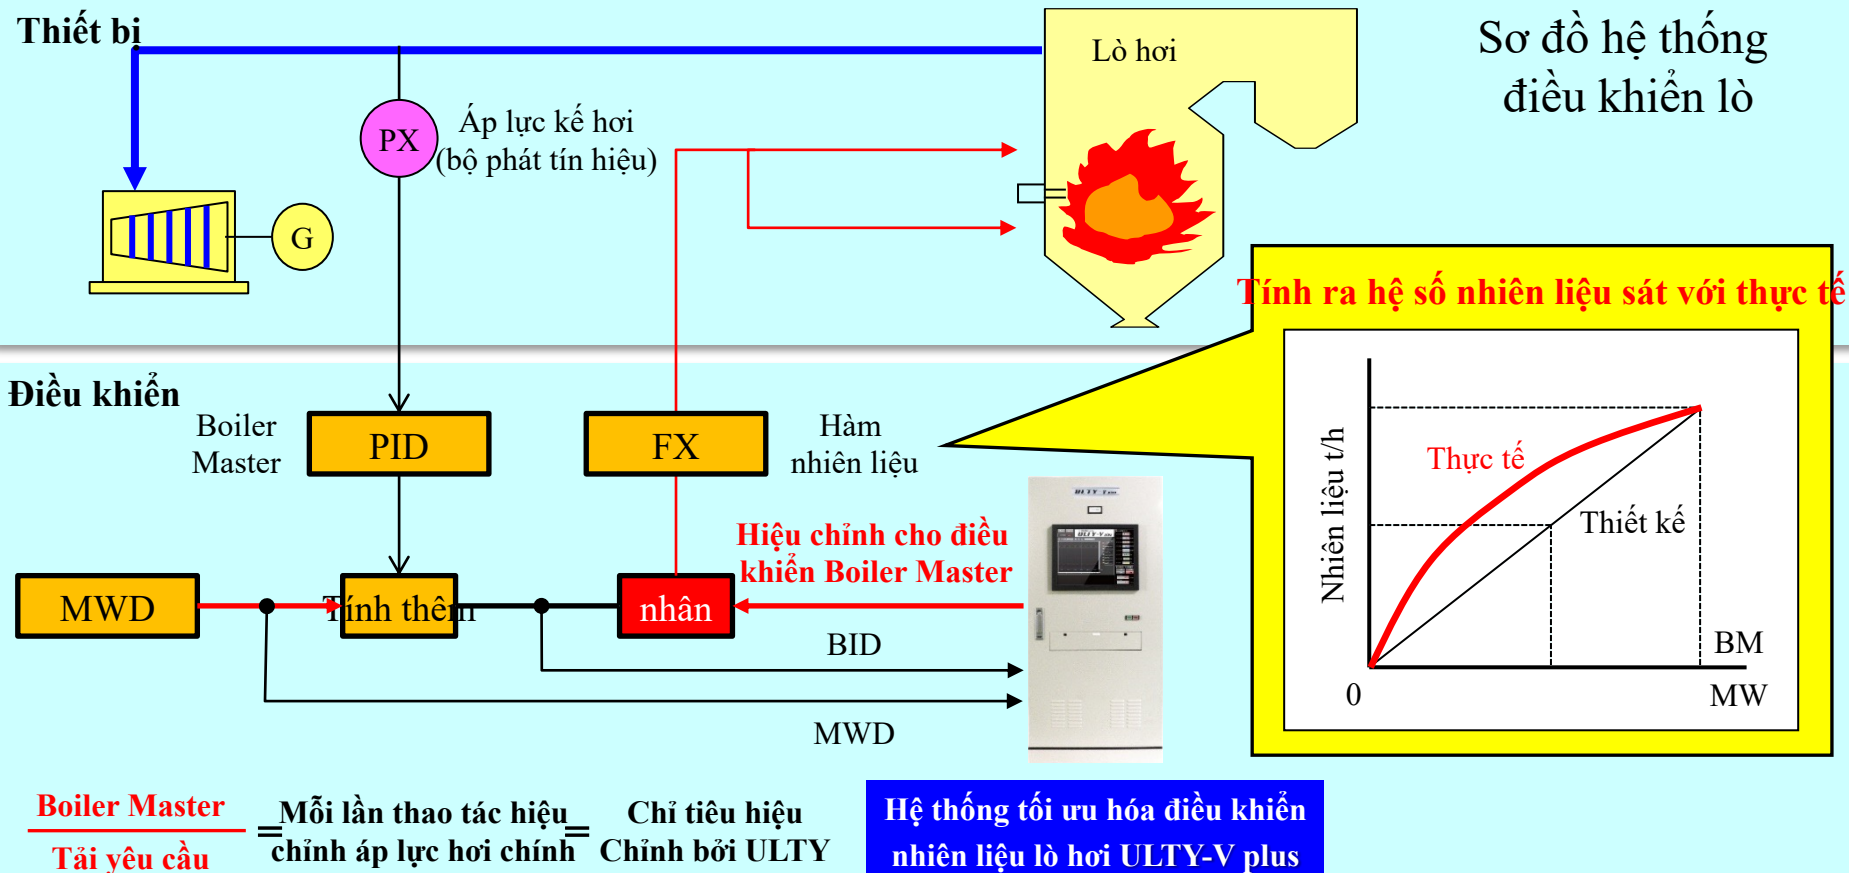 Thiết bị
Lò hơi
Sơ đồ hệ thống
điều khiển lò
PX
Áp lực kế hơi
(bộ phát tín hiệu)
G
Tính ra hệ số nhiên liệu sát với thực tế
Điều khiển
Boiler
Master
PID
FX
Hàm
nhiên liệu
Nhiên liệu t/h
Thực tế
Thiết kế
BM
0
MW
ULTY-V plus
Hiệu chỉnh cho điều
khiển Boiler Master
MWD
Tính thêm
nhân
BID
MWD
Boiler Master
Tải yêu cầu
=
Mỗi lần thao tác hiệu
chỉnh áp lực hơi chính
=
Chỉ tiêu hiệu
Chỉnh bởi ULTY
Hệ thống tối ưu hóa điều khiển
nhiên liệu lò hơi ULTY-V plus